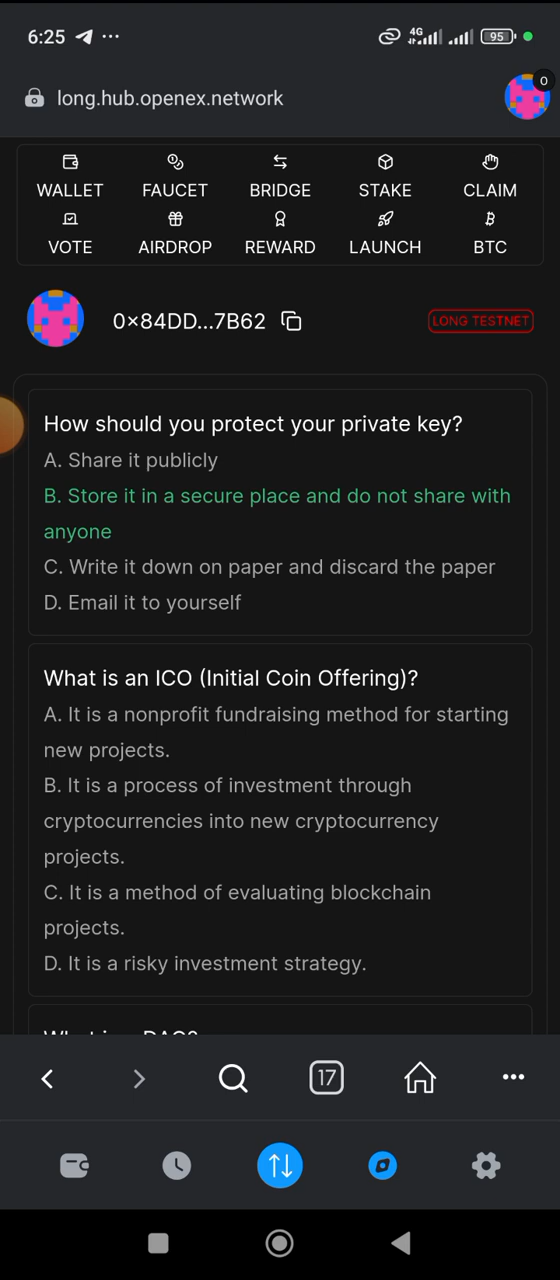 6:25 ...
4G 95
long.hub.openex.network
0
WALLET FAUCET BRIDGE STAKE CLAIM
VOTE AIRDROP REWARD LAUNCH BTC
0×84DD...7B62 LONG TESTNET
How should you protect your private key?
A. Share it publicly
B. Store it in a secure place and do not share with
anyone
C. Write it down on paper and discard the paper
D. Email it to yourself
What is an ICO (Initial Coin Offering)?
A. It is a nonprofit fundraising method for starting
new projects.
B. It is a process of investment through
cryptocurrencies into new cryptocurrency
projects.
C. It is a method of evaluating blockchain
projects.
D. It is a risky investment strategy.
17